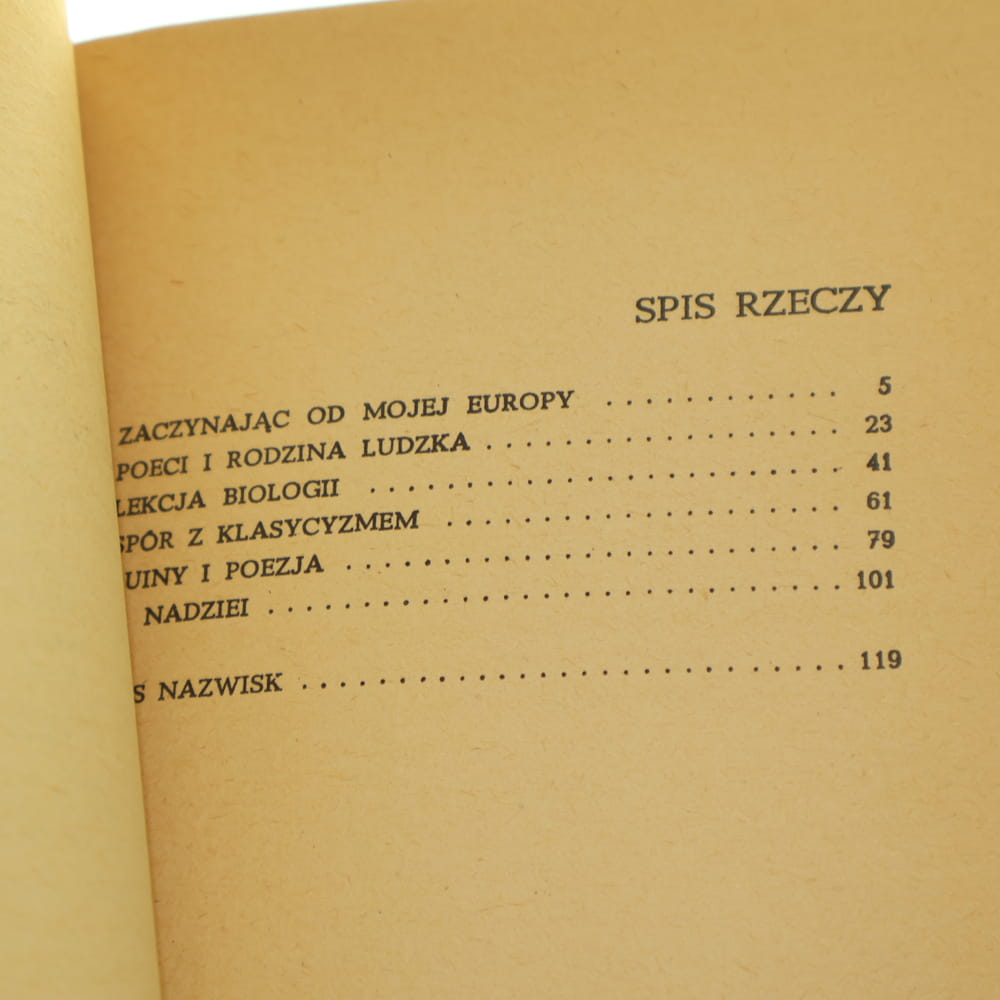 SPIS RZECZY
ZACZYNAJĄC OD MOJEJ EUROPY . . . . . . . . . . . . 5
POECI I RODZINA LUDZKA . . . . . . . . . . . . . . . . . . . 23
LEKCJA BIOLOGII . . . . . . . . . . . . . . . . . . . . . . . . . 41
SPÓR Z KLASYCYZMEM . . . . . . . . . . . . . . . . . . . . . 61
UINY I POEZJA . . . . . . . . . . . . . . . . . . . . . . . . . . 79
NADZIEI . . . . . . . . . . . . . . . . . . . . . . . . . . . . . . 101
S NAZWISK . . . . . . . . . . . . . . . . . . . . . . . . . . . . 119